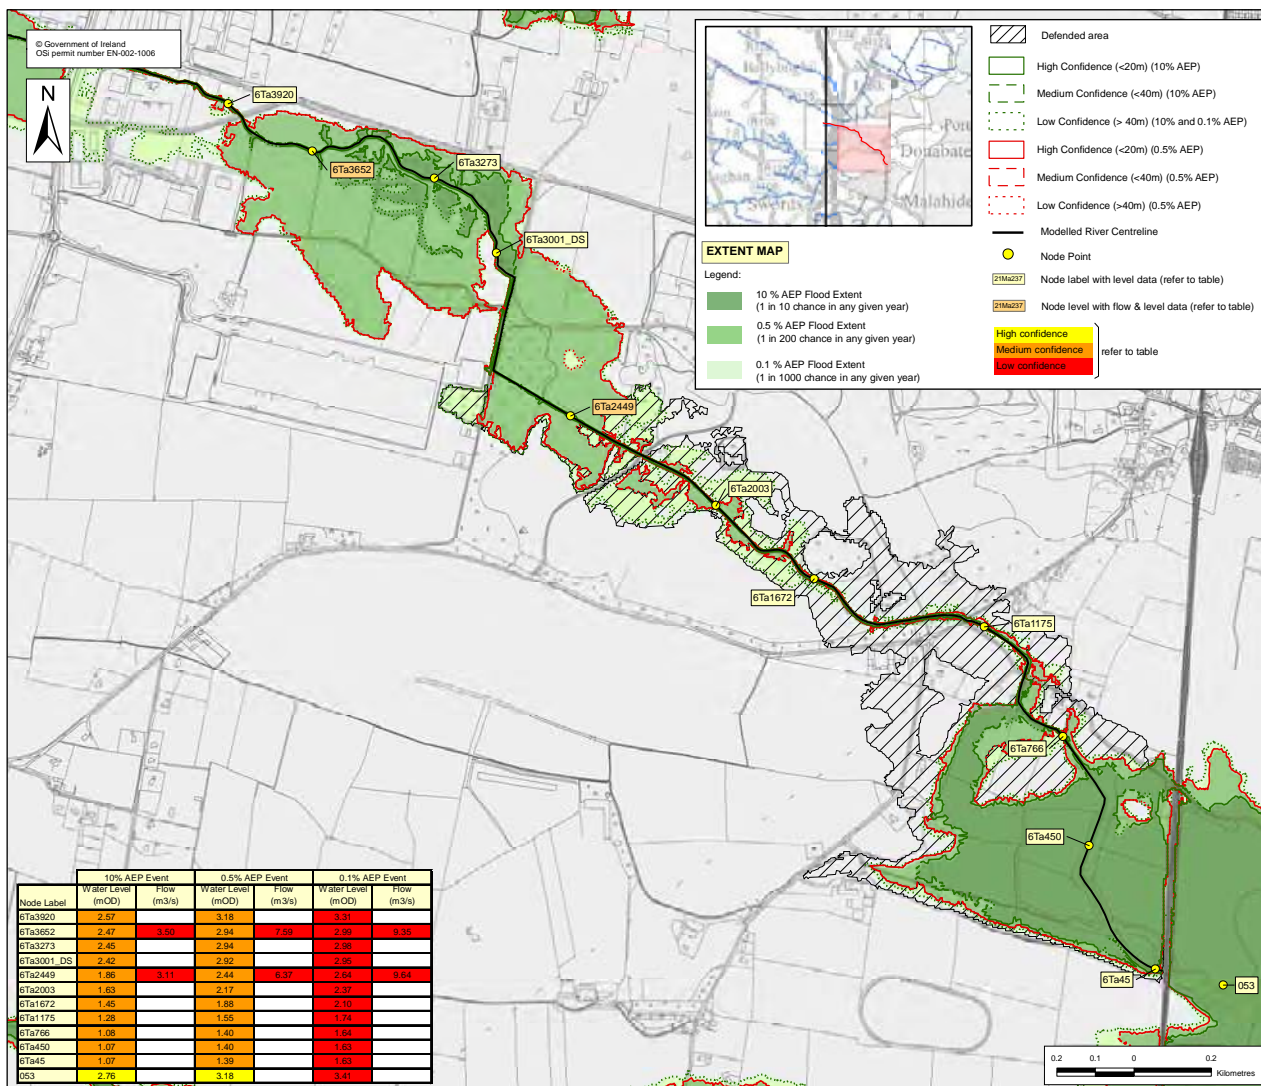 © Government of Ireland
OSi permit number EN-002-1006
N
6Ta3920
6Ta3652
6Ta3273
6Ta3001_DS
6Ta2449
6Ta2003
6Ta1672
6Ta1175
6Ta766
6Ta450
6Ta45
053
Donabate
Malahide
Swords
EXTENT MAP
Legend:
10 % AEP Flood Extent
(1 in 10 chance in any given year)
0.5 % AEP Flood Extent
(1 in 200 chance in any given year)
0.1 % AEP Flood Extent
(1 in 1000 chance in any given year)
Defended area
High Confidence (<20m) (10% AEP)
Medium Confidence (<40m) (10% AEP)
Low Confidence (> 40m) (10% and 0.1% AEP)
High Confidence (<20m) (0.5% AEP)
Medium Confidence (<40m) (0.5% AEP)
Low Confidence (>40m) (0.5% AEP)
Modelled River Centreline
Node Point
21Ma237 Node label with level data (refer to table)
21Ma237 Node level with flow & level data (refer to table)
High confidence
Medium confidence
Low confidence
refer to table
10% AEP Event 0.5% AEP Event 0.1% AEP Event
Node Label Water Level (mOD) Flow (m3/s) Water Level (mOD) Flow (m3/s) Water Level (mOD) Flow (m3/s)
6Ta3920 2.57 3.18 3.31
6Ta3652 2.47 3.50 2.94 7.59 2.99 9.35
6Ta3273 2.45 2.94 2.98
6Ta3001_DS 2.42 2.92 2.95
6Ta2449 1.86 3.11 2.44 6.37 2.64 9.64
6Ta2003 1.63 2.17 2.37
6Ta1672 1.45 1.88 2.10
6Ta1175 1.28 1.55 1.74
6Ta766 1.08 1.40 1.64
6Ta450 1.07 1.40 1.63
6Ta45 1.07 1.39 1.63
053 2.76 3.18 3.41
0.2 0.1 0 0.2
Kilometres